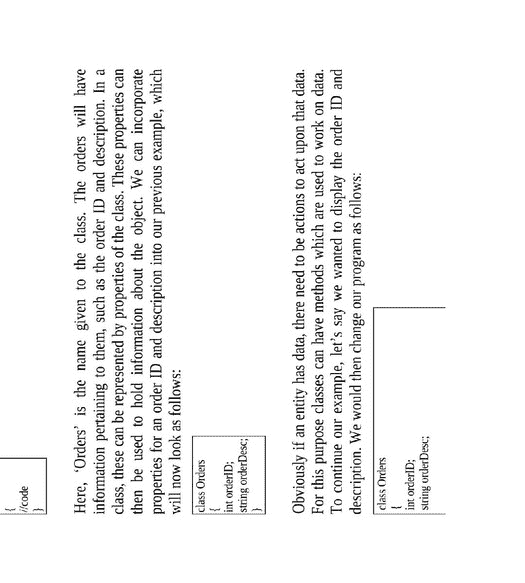 {
//code
}
Here, ‘Orders’ is the name given to the class. The orders will have
information pertaining to them, such as the order ID and description. In a
class, these can be represented by properties of the class. These properties can
then be used to hold information about the object. We can incorporate
properties for an order ID and description into our previous example, which
will now look as follows:
class Orders
{
int orderID;
string orderDesc;
}
Obviously if an entity has data, there need to be actions to act upon that data.
For this purpose classes can have methods which are used to work on data.
To continue our example, let’s say we wanted to display the order ID and
description. We would then change our program as follows:
class Orders
{
int orderID;
string orderDesc;